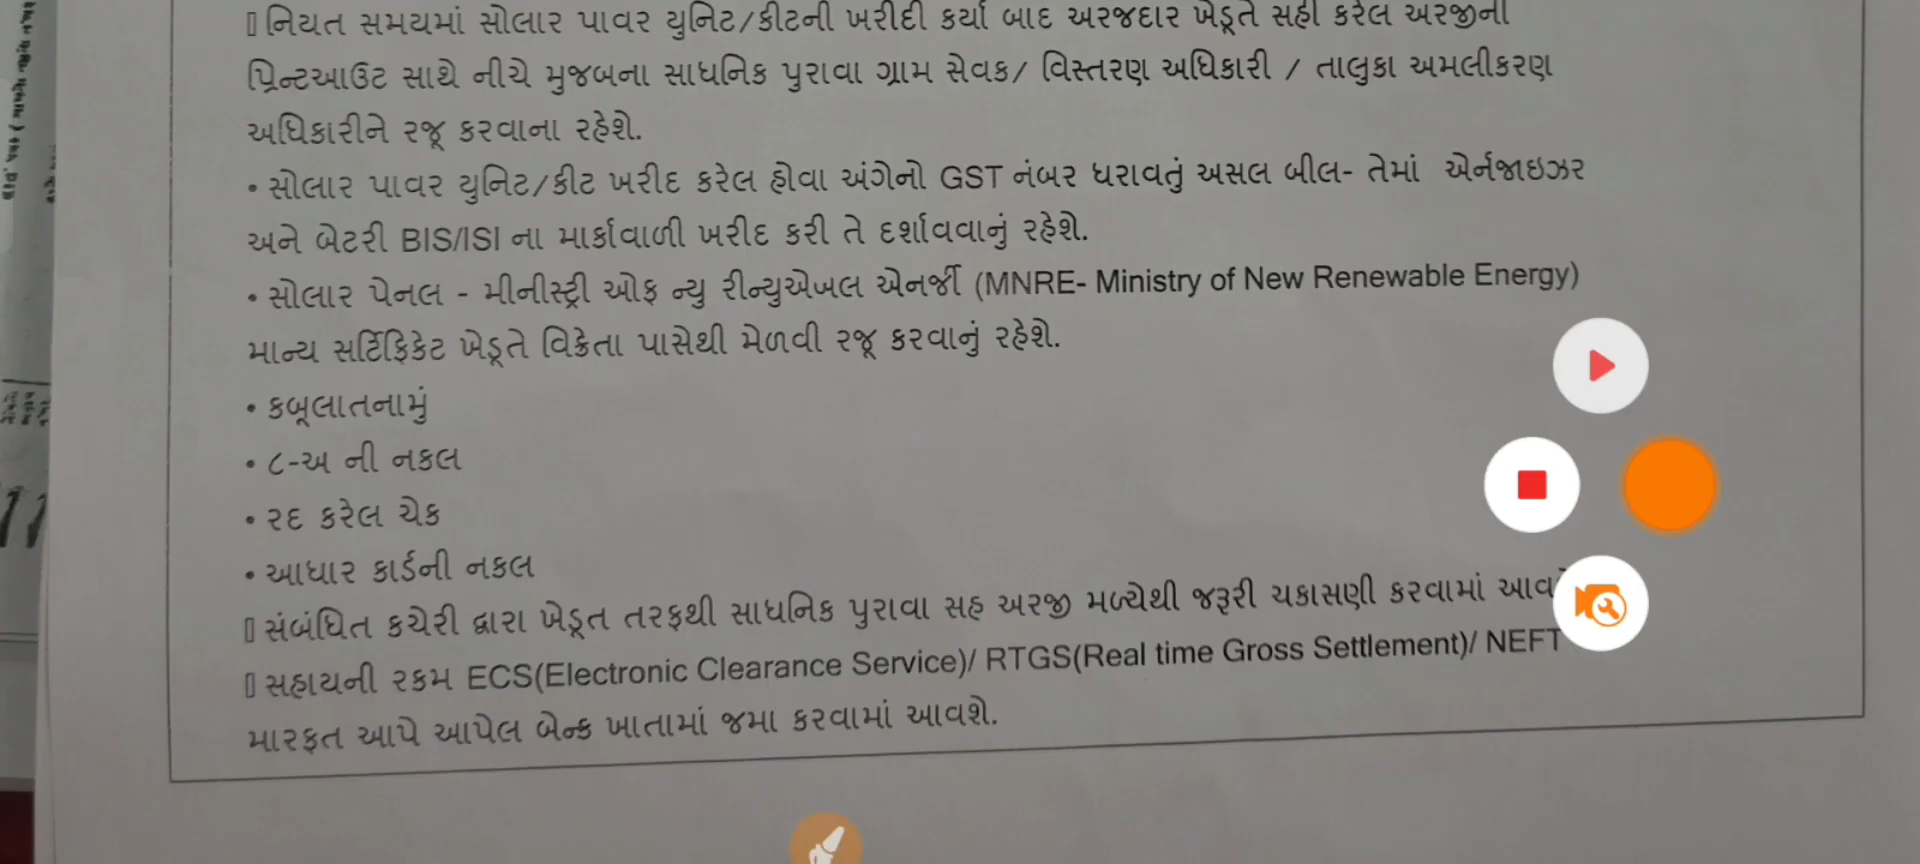 નિયત સમયમાં સોલાર પાવર યુનિટ/કીટની ખરીદી કર્યા બાદ અરજદાર ખેડૂતે સહી કરેલ અરજીની
પ્રિન્ટઆઉટ સાથે નીચે મુજબના સાધનિક પુરાવા ગ્રામ સેવક/ વિસ્તરણ અધિકારી / તાલુકા અમલીકરણ
અધિકારીને રજૂ કરવાના રહેશે.
• સોલાર પાવર યુનિટ/કીટ ખરીદ કરેલ હોવા અંગેનો GST નંબર ધરાવતું અસલ બીલ- તેમાં એર્નજાઇઝર
અને બેટરી BIS/ISI ના માર્કાવાળી ખરીદ કરી તે દર્શાવવાનું રહેશે.
• સોલાર પેનલ - મીનીસ્ટ્રી ઓફ ન્યુ રીન્યુએબલ એનર્જી (MNRE- Ministry of New Renewable Energy)
માન્ય સર્ટિફિકેટ ખેડૂતે વિક્રેતા પાસેથી મેળવી રજૂ કરવાનું રહેશે.
• કબૂલાતનામું
• ૮-અ ની નકલ
• રદ કરેલ ચેક
• આધાર કાર્ડની નકલ
સંબંધિત કચેરી દ્વારા ખેડૂત તરફથી સાધનિક પુરાવા સહ અરજી મળ્યેથી જરૂરી ચકાસણી કરવામાં
સહાયની રકમ ECS(Electronic Clearance Service)/ RTGS(Real time Gross Settlement)/ NEFT
મારફત આપે આપેલ બેન્ક ખાતામાં જમા કરવામાં આવશે.